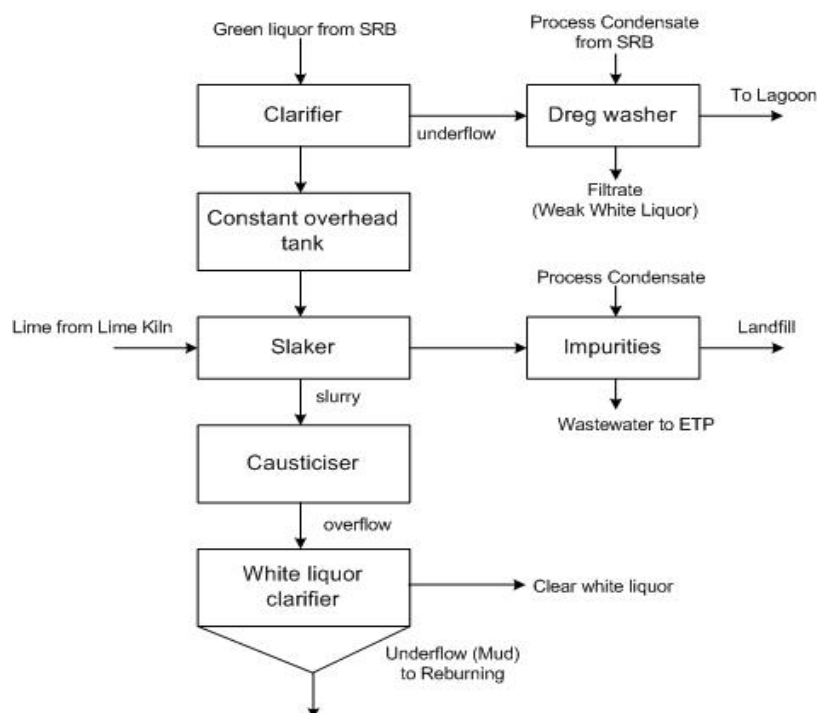 Green liquor from SRB
Process Condensate
from SRB
Clarifier
underflow
Dreg washer
To Lagoon
Filtrate
(Weak White Liquor)
Constant overhead
tank
Process Condensate
Lime from Lime Kiln
Slaker
Impurities
Landfill
slurry
Wastewater to ETP
Causticiser
overflow
White liquor
clarifier
Clear white liquor
Underflow (Mud)
to Reburning